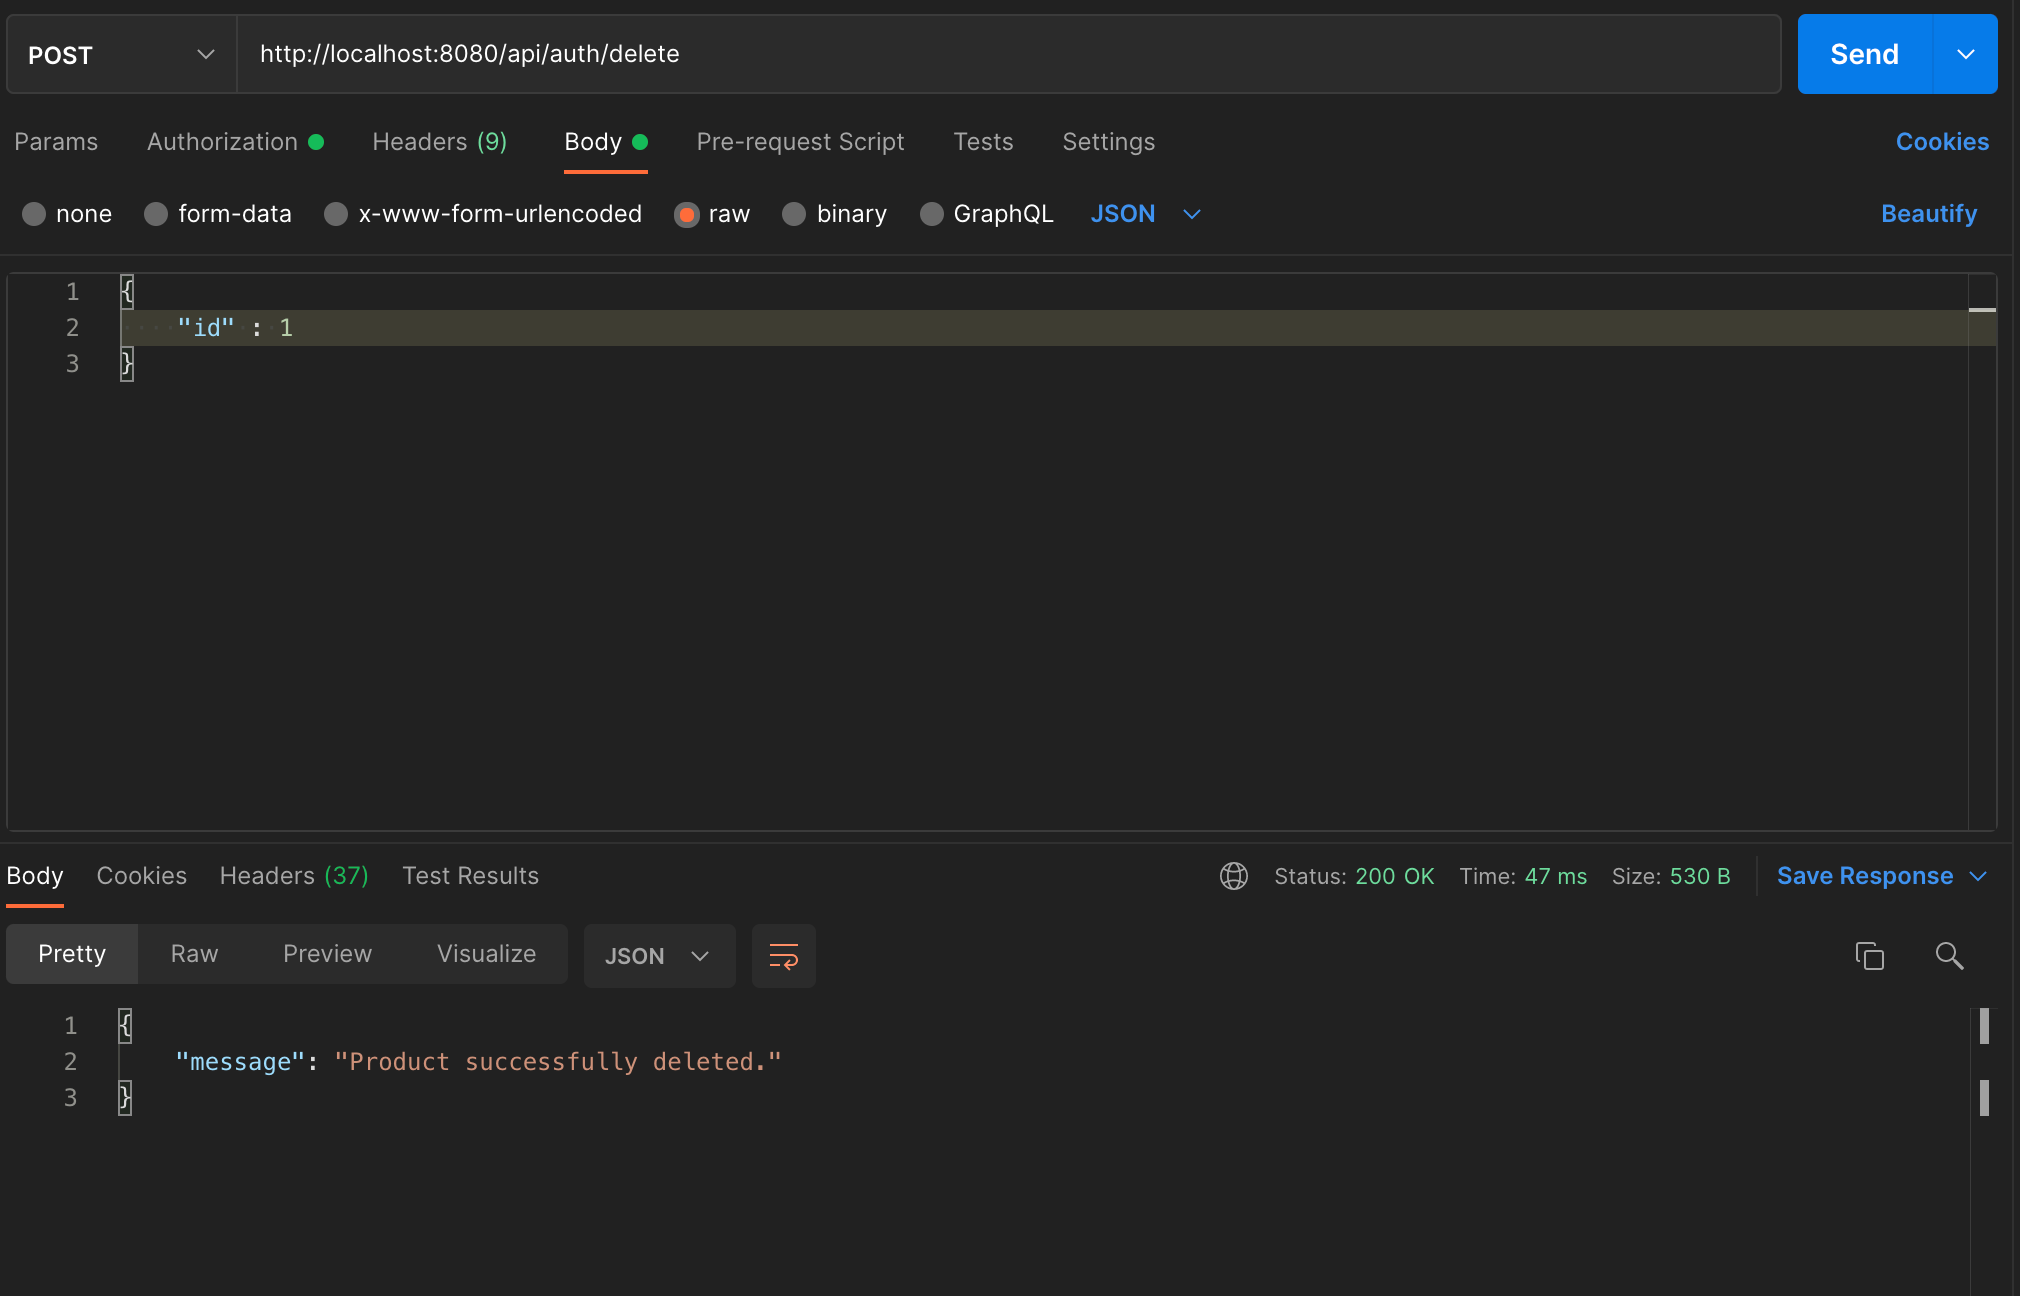 POST http://localhost:8080/api/auth/delete Send
Params Authorization Headers (9) Body Pre-request Script Tests Settings Cookies
none form-data x-www-form-urlencoded raw binary GraphQL JSON Beautify
1 {
2 "id" : 1
3 }
Body Cookies Headers (37) Test Results Status: 200 OK Time: 47 ms Size: 530 B Save Response
Pretty Raw Preview Visualize JSON
1 {
2 "message": "Product successfully deleted."
3 }